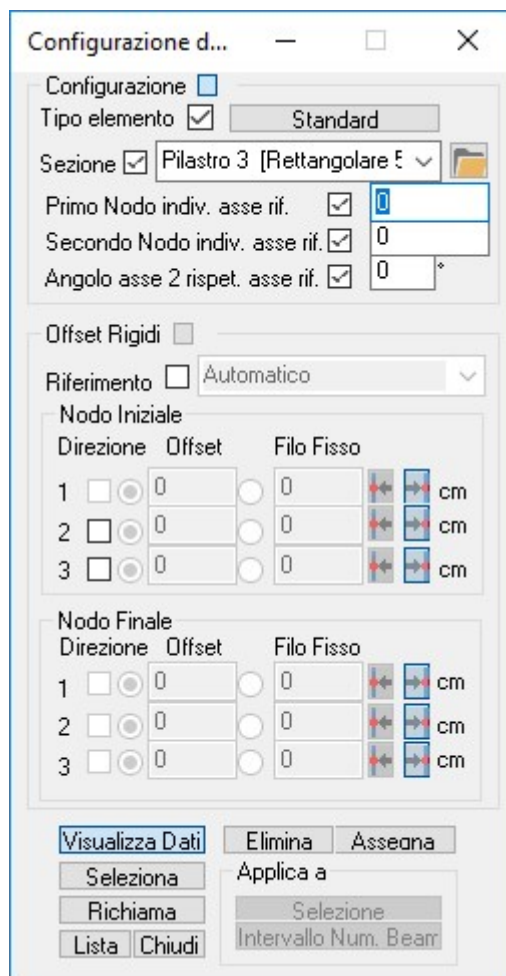 Configurazione d...
Configurazione
Tipo elemento Standard
Sezione Pilastro 3 [Rettangolare 5
Primo Nodo indiv. asse rif. 0
Secondo Nodo indiv. asse rif. 0
Angolo asse 2 rispet. asse rif. 0 °
Offset Rigidi
Riferimento Automatico
Nodo Iniziale
Direzione Offset Filo Fisso
1 0 0 cm
2 0 0 cm
3 0 0 cm
Nodo Finale
Direzione Offset Filo Fisso
1 0 0 cm
2 0 0 cm
3 0 0 cm
Visualizza Dati Elimina Assegna
Seleziona Applica a
Richiama Selezione
Lista Chiudi Intervallo Num. Beam